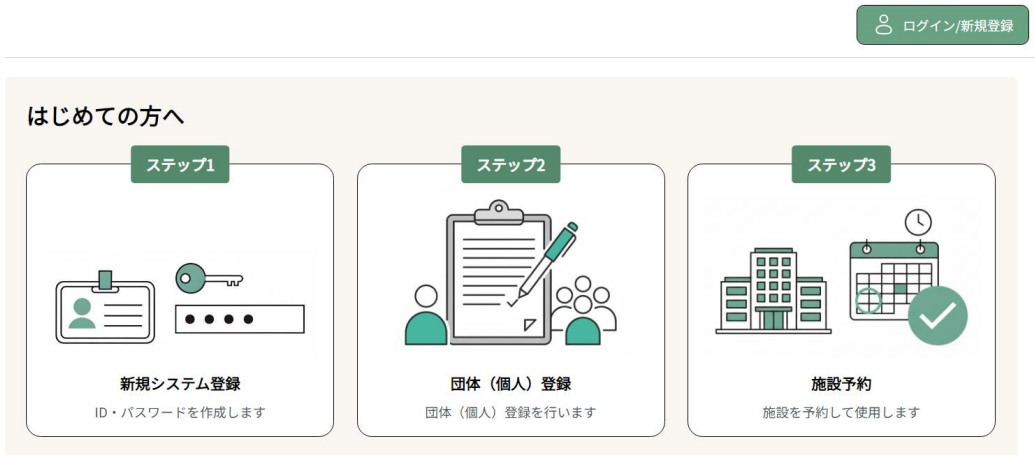 ログイン/新規登録
はじめての方へ
ステップ1
ステップ2
ステップ3
新規システム登録
団体（個人）登録
施設予約
ID・パスワードを作成します
団体（個人）登録を行います
施設を予約して使用します